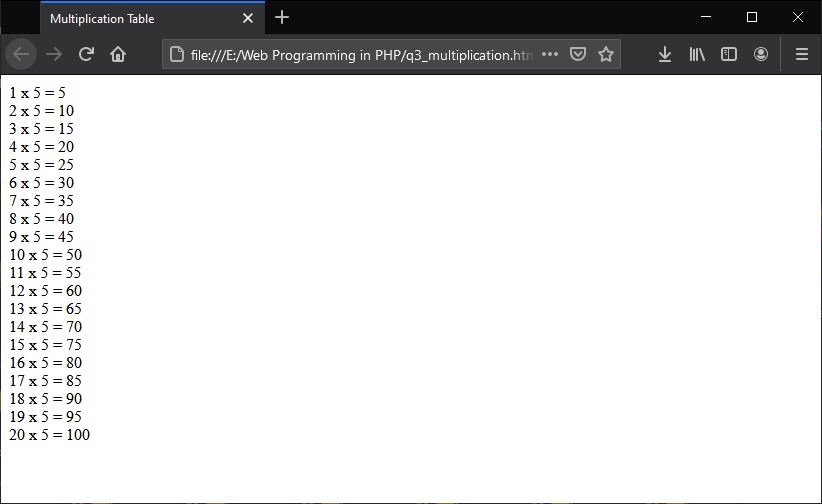 Multiplication Table
file:///E:/Web Programming in PHP/q3_multiplication.htm
1 x 5 = 5
2 x 5 = 10
3 x 5 = 15
4 x 5 = 20
5 x 5 = 25
6 x 5 = 30
7 x 5 = 35
8 x 5 = 40
9 x 5 = 45
10 x 5 = 50
11 x 5 = 55
12 x 5 = 60
13 x 5 = 65
14 x 5 = 70
15 x 5 = 75
16 x 5 = 80
17 x 5 = 85
18 x 5 = 90
19 x 5 = 95
20 x 5 = 100